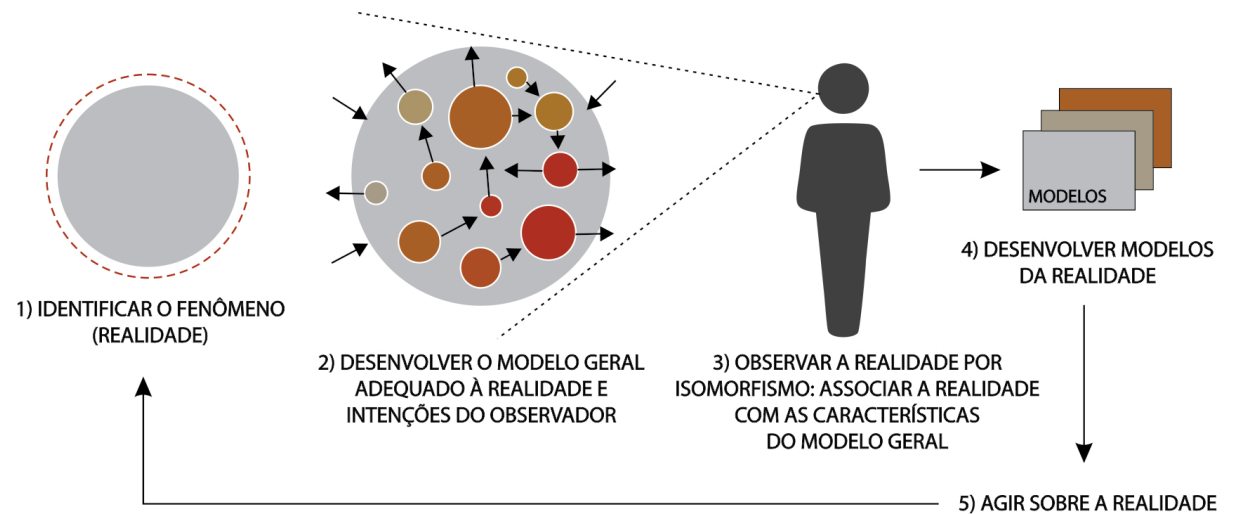 1) IDENTIFICAR O FENÔMENO
(REALIDADE)
2) DESENVOLVER O MODELO GERAL
ADEQUADO À REALIDADE E
INTENÇÕES DO OBSERVADOR
3) OBSERVAR A REALIDADE POR
ISOMORFISMO: ASSOCIAR A REALIDADE
COM AS CARACTERÍSTICAS
DO MODELO GERAL
MODELOS
4) DESENVOLVER MODELOS
DA REALIDADE
5) AGIR SOBRE A REALIDADE